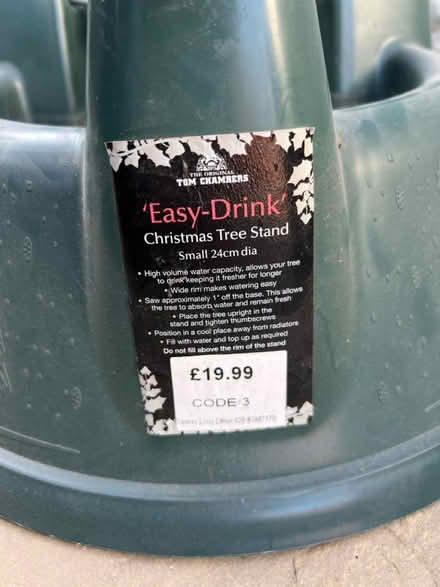 THE ORIGINAL
TOM CHAMBERS
'Easy-Drink'
Christmas Tree Stand
Small 24cm dia
• High volume water capacity, allows your tree
to drink keeping it fresher for longer
• Wide rim makes watering easy
• Saw approximately 1" off the base. This allows
the tree to absorb water and remain fresh
• Place the tree upright in the
stand and tighten thumbscrews
• Position in a cool place away from radiators
• Fill with water and top up as required
Do not fill above the rim of the stand
£19.99
CODE 3